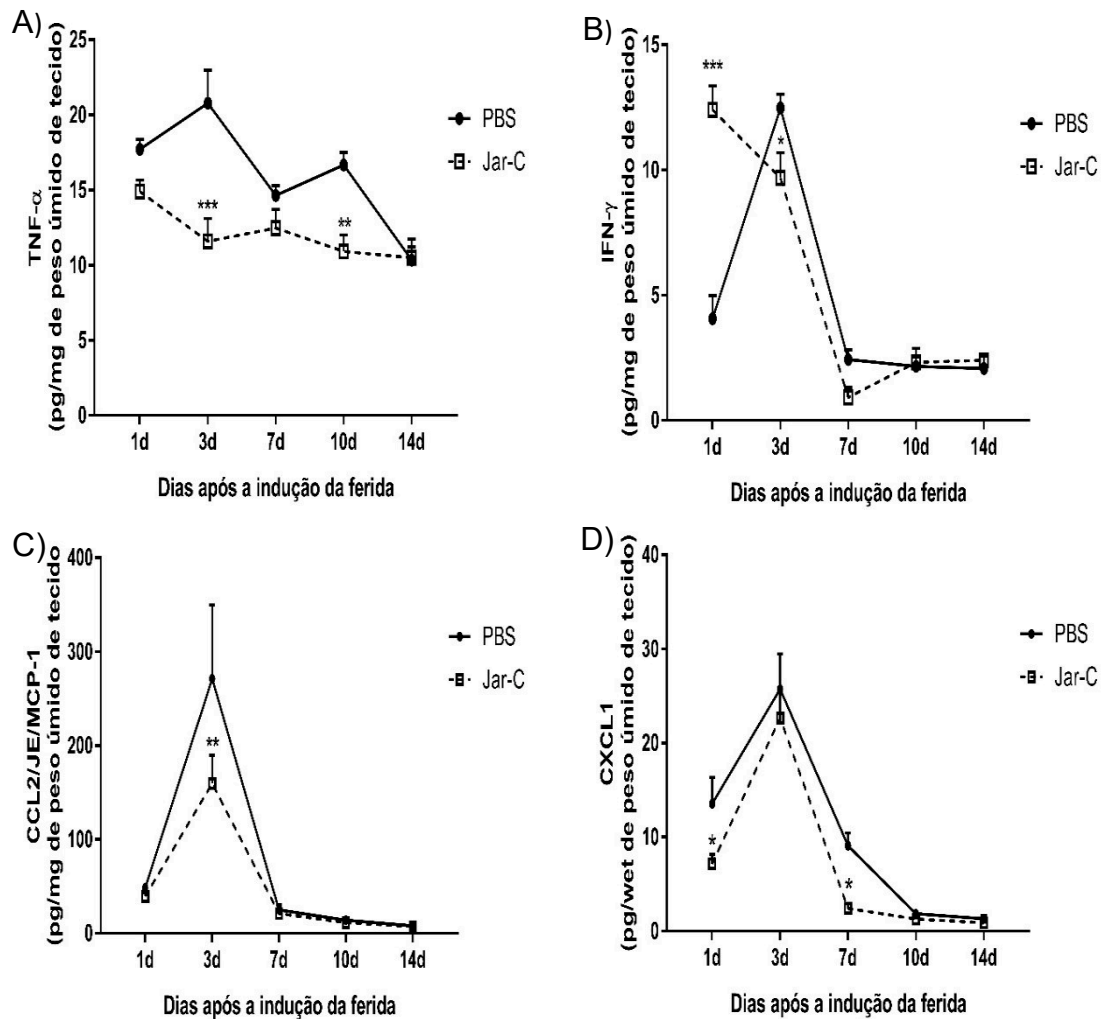 A)
TNF-α
(pg/mg de peso úmido de tecido)
25
20
15
10
5
0
***
**
PBS
Jar-C
1d 3d 7d 10d 14d
Dias após a indução da ferida
B)
IFN-γ
(pg/mg de peso úmido de tecido)
15
10
5
0
***
*
PBS
Jar-C
1d 3d 7d 10d 14d
Dias após a indução da ferida
C)
CCL2/JE/MCP-1
(pg/mg de peso úmido de tecido
400
300
200
100
0
**
PBS
Jar-C
1d 3d 7d 10d 14d
Dias após a indução da ferida
D)
CXCL1
(pg/wet de peso úmido de tecido)
40
30
20
10
0
*
*
PBS
Jar-C
1d 3d 7d 10d 14d
Dias após a indução da ferida